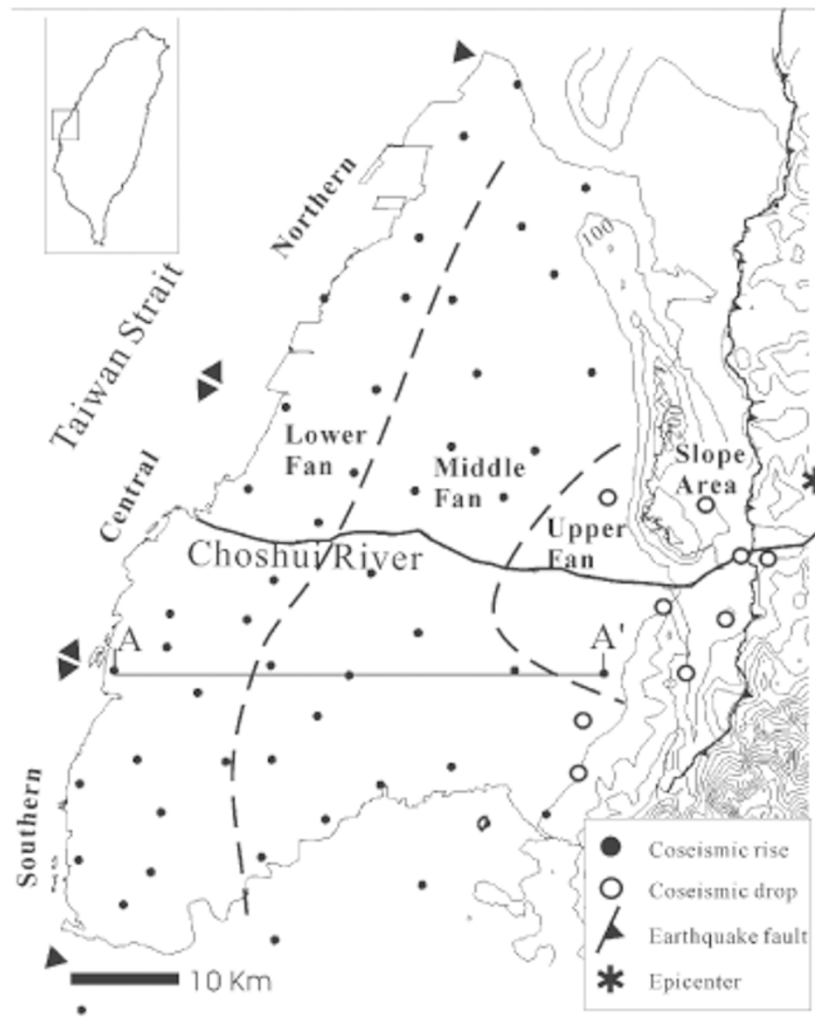 Northern
Taiwan Strait
100
Lower
Fan
Middle
Fan
Slope
Area
Central
Upper
Fan
Choshui River
A
A'
Southern
Coseismic rise
Coseismic drop
Earthquake fault
Epicenter
10 Km